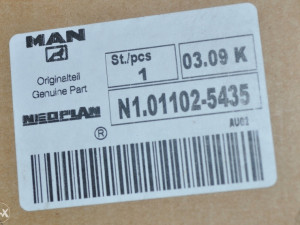 MAN
Originalteil
Genuine Part
NEOPLAN
®
St./pcs
1
03.09 K
N1.01102-5435
AU01